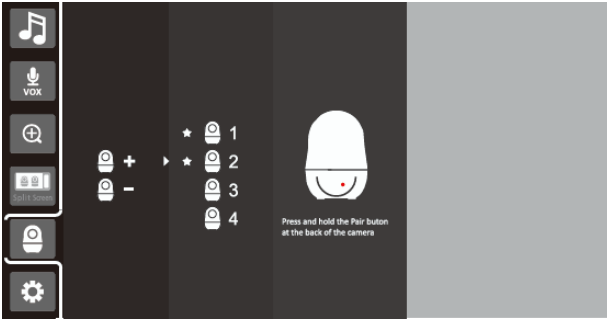 VOX
Split Screen
+
-
1
2
3
4
Press and hold the Pair buton
at the back of the camera